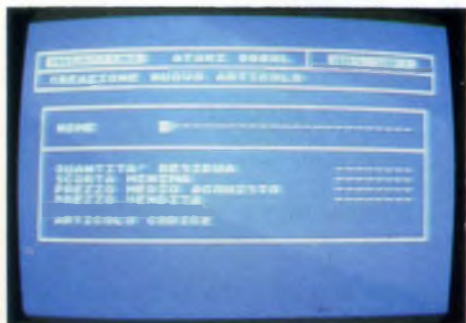 ATARI 800XL
CREAZIONE NUOVO ARTICOLO
NOME
QUANTITA' RESIDUA
SCORTA MINIMA
PREZZO MEDIO ACQUISTO
PREZZO VENDITA
ARTICOLO CODICE